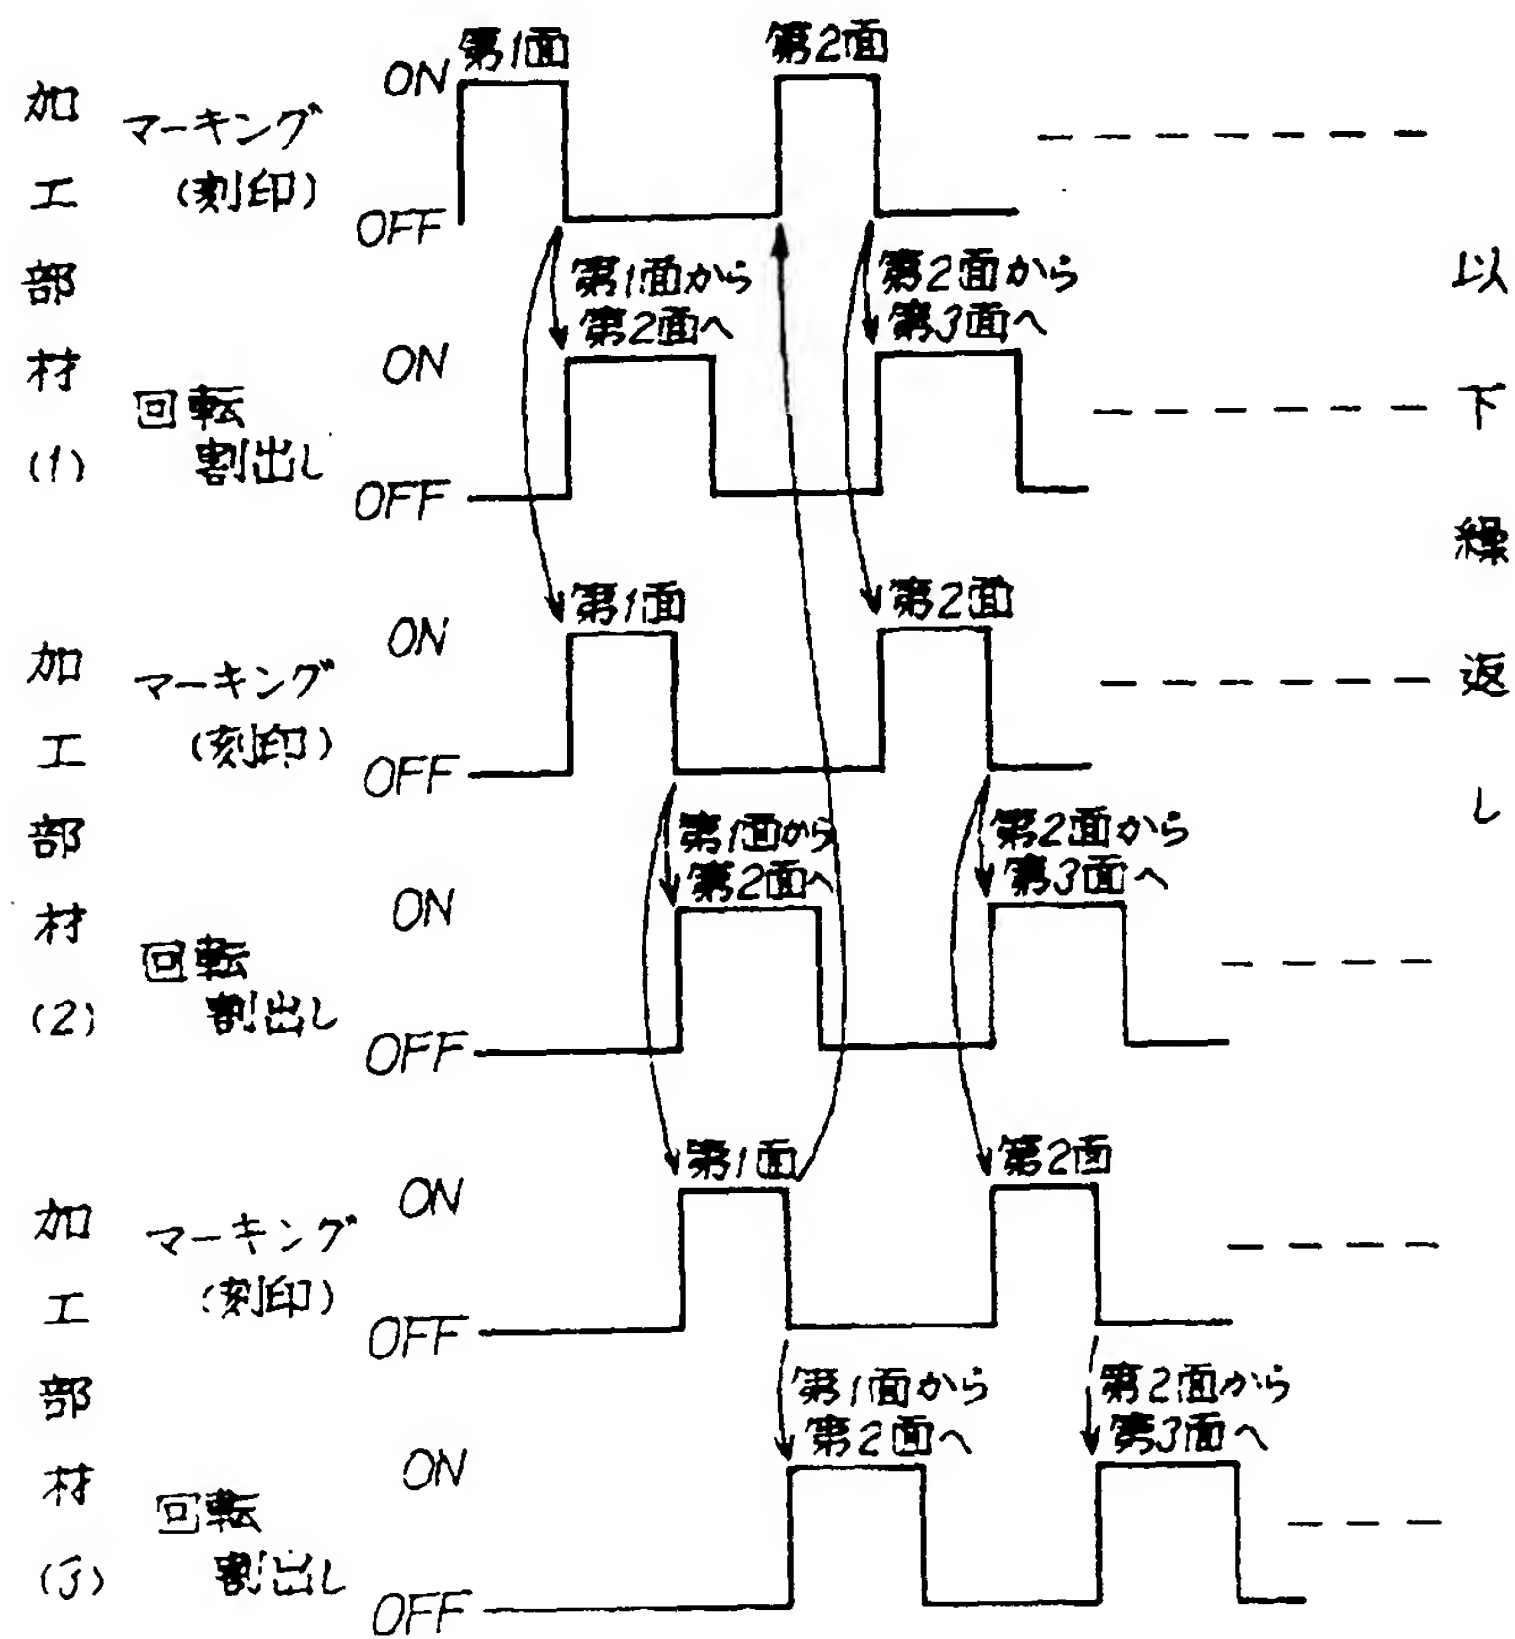 第1面 第2面
加工部材(1)
マーキング
(刻印)
ON
OFF
第1面から
第2面へ
第2面から
第3面へ
回転
割出し
ON
OFF
加工部材(2)
マーキング
(刻印)
第1面 第2面
ON
OFF
第1面から
第2面へ
第2面から
第3面へ
回転
割出し
ON
OFF
加工部材(3)
マーキング
(刻印)
第1面 第2面
ON
OFF
第1面から
第2面へ
第2面から
第3面へ
回転
割出し
ON
OFF
以下繰返し